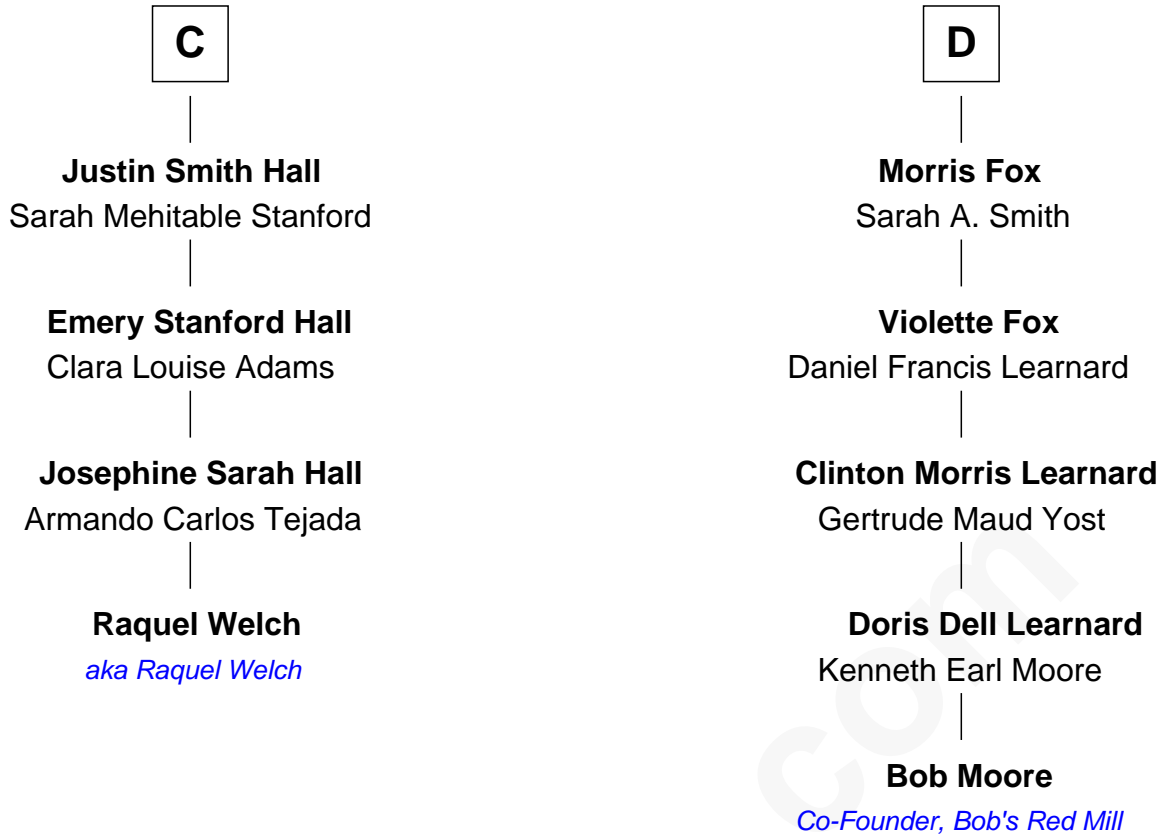 C
Justin Smith Hall
Sarah Mehitable Stanford
Emery Stanford Hall
Clara Louise Adams
Josephine Sarah Hall
Armando Carlos Tejada
Raquel Welch
aka Raquel Welch
D
Morris Fox
Sarah A. Smith
Violette Fox
Daniel Francis Learnard
Clinton Morris Learnard
Gertrude Maud Yost
Doris Dell Learnard
Kenneth Earl Moore
Bob Moore
Co-Founder, Bob's Red Mill
com